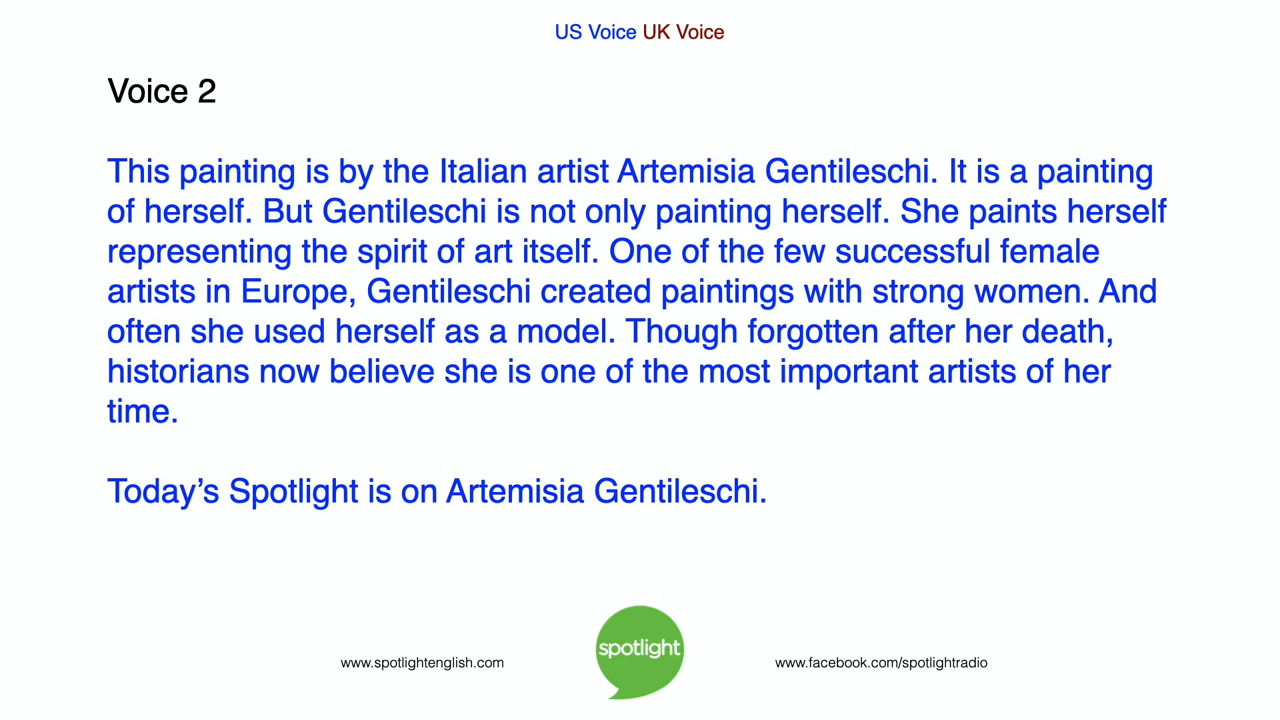 US Voice UK Voice
Voice 2
This painting is by the Italian artist Artemisia Gentileschi. It is a painting
of herself. But Gentileschi is not only painting herself. She paints herself
representing the spirit of art itself. One of the few successful female
artists in Europe, Gentileschi created paintings with strong women. And
often she used herself as a model. Though forgotten after her death,
historians now believe she is one of the most important artists of her
time.
Today’s Spotlight is on Artemisia Gentileschi.
www.spotlightenglish.com
spotlight
www.facebook.com/spotlightradio